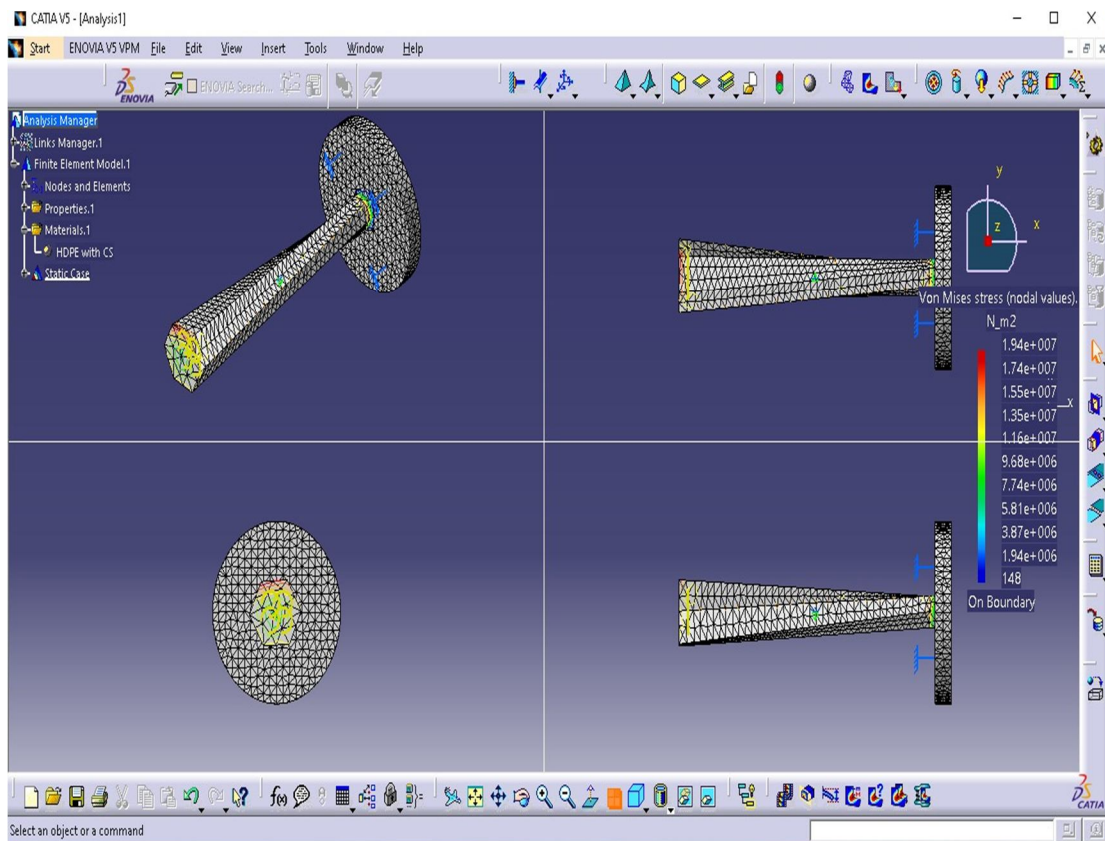 CATIA V5 - [Analysis1]
Start ENOVIA V5 VPM File Edit View Insert Tools Window Help
ENOVIA
ENOVIA Search...
Analysis Manager
Links Manager.1
Finite Element Model.1
Nodes and Elements
Properties.1
Materials.1
HDPE with CS
Static Case
y
z
x
Von Mises stress (nodal values).
N_m2
1.94e+007
1.74e+007
1.55e+007
1.35e+007
x
1.16e+007
9.68e+006
7.74e+006
5.81e+006
3.87e+006
1.94e+006
148
On Boundary
f(x)
CATIA
Select an object or a command